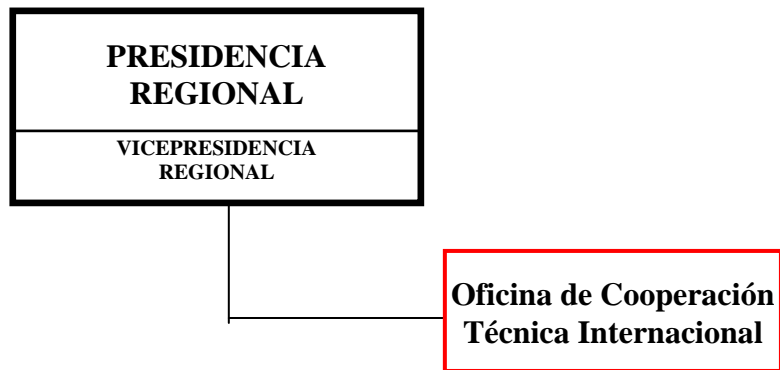 PRESIDENCIA
REGIONAL
VICEPRESIDENCIA
REGIONAL
Oficina de Cooperación
Técnica Internacional